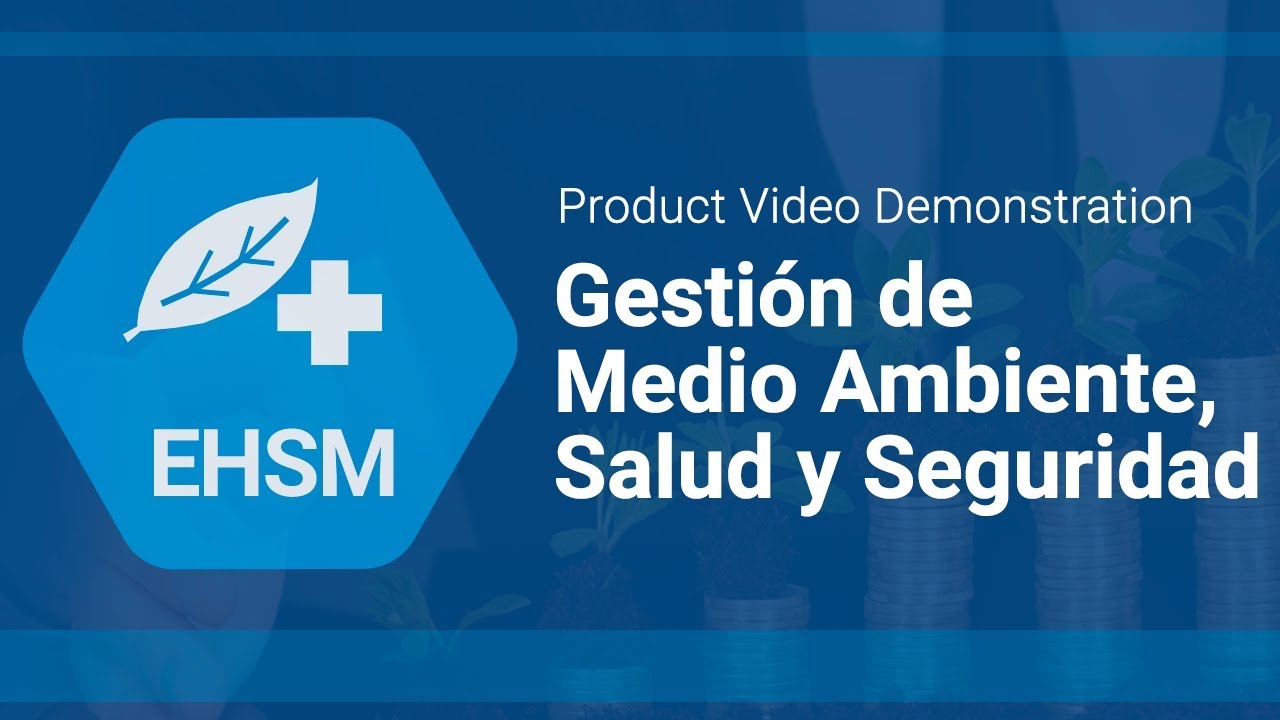 EHSM
Product Video Demonstration
Gestión de
Medio Ambiente,
Salud y Seguridad